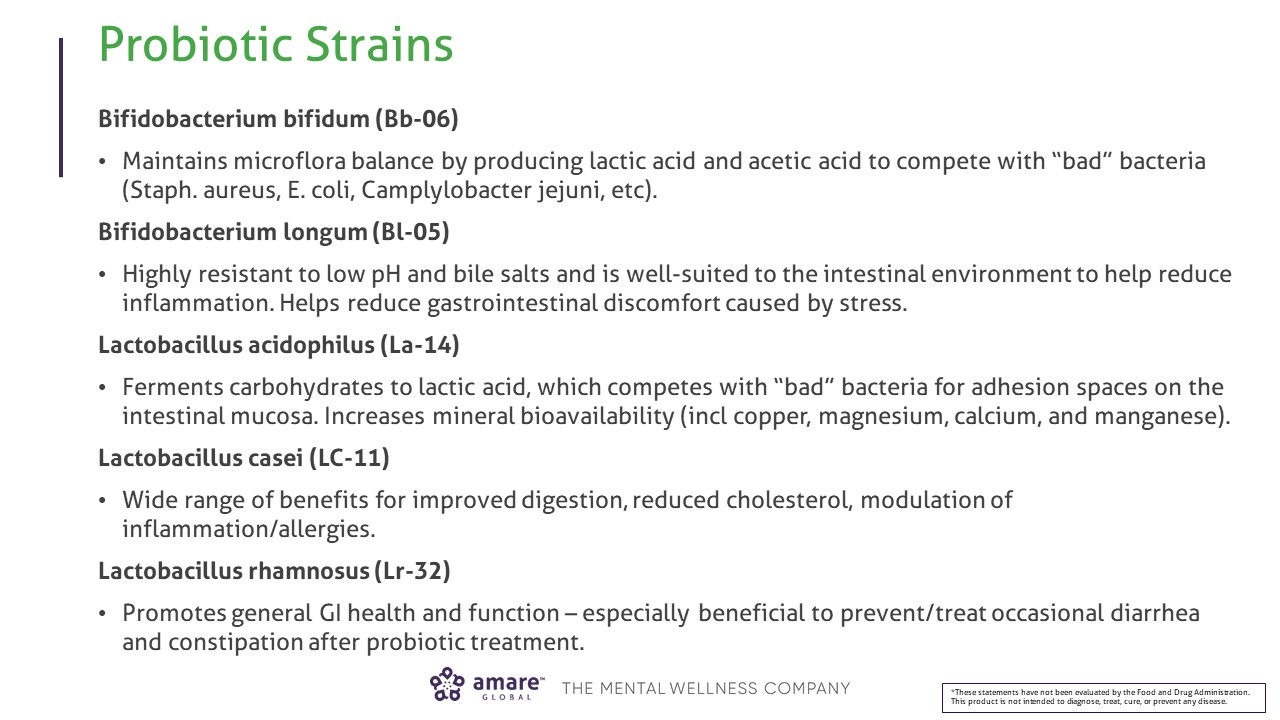 Probiotic Strains
Bifidobacterium bifidum (Bb-06)
• Maintains microflora balance by producing lactic acid and acetic acid to compete with “bad” bacteria
(Staph. aureus, E. coli, Camplylobacter jejuni, etc).
Bifidobacterium longum (Bl-05)
• Highly resistant to low pH and bile salts and is well-suited to the intestinal environment to help reduce
inflammation. Helps reduce gastrointestinal discomfort caused by stress.
Lactobacillus acidophilus (La-14)
• Ferments carbohydrates to lactic acid, which competes with “bad” bacteria for adhesion spaces on the
intestinal mucosa. Increases mineral bioavailability (incl copper, magnesium, calcium, and manganese).
Lactobacillus casei (LC-11)
• Wide range of benefits for improved digestion, reduced cholesterol, modulation of
inflammation/allergies.
Lactobacillus rhamnosus (Lr-32)
• Promotes general GI health and function – especially beneficial to prevent/treat occasional diarrhea
and constipation after probiotic treatment.
amare™
GLOBAL
THE MENTAL WELLNESS COMPANY
*These statements have not been evaluated by the Food and Drug Administration.
This product is not intended to diagnose, treat, cure, or prevent any disease.